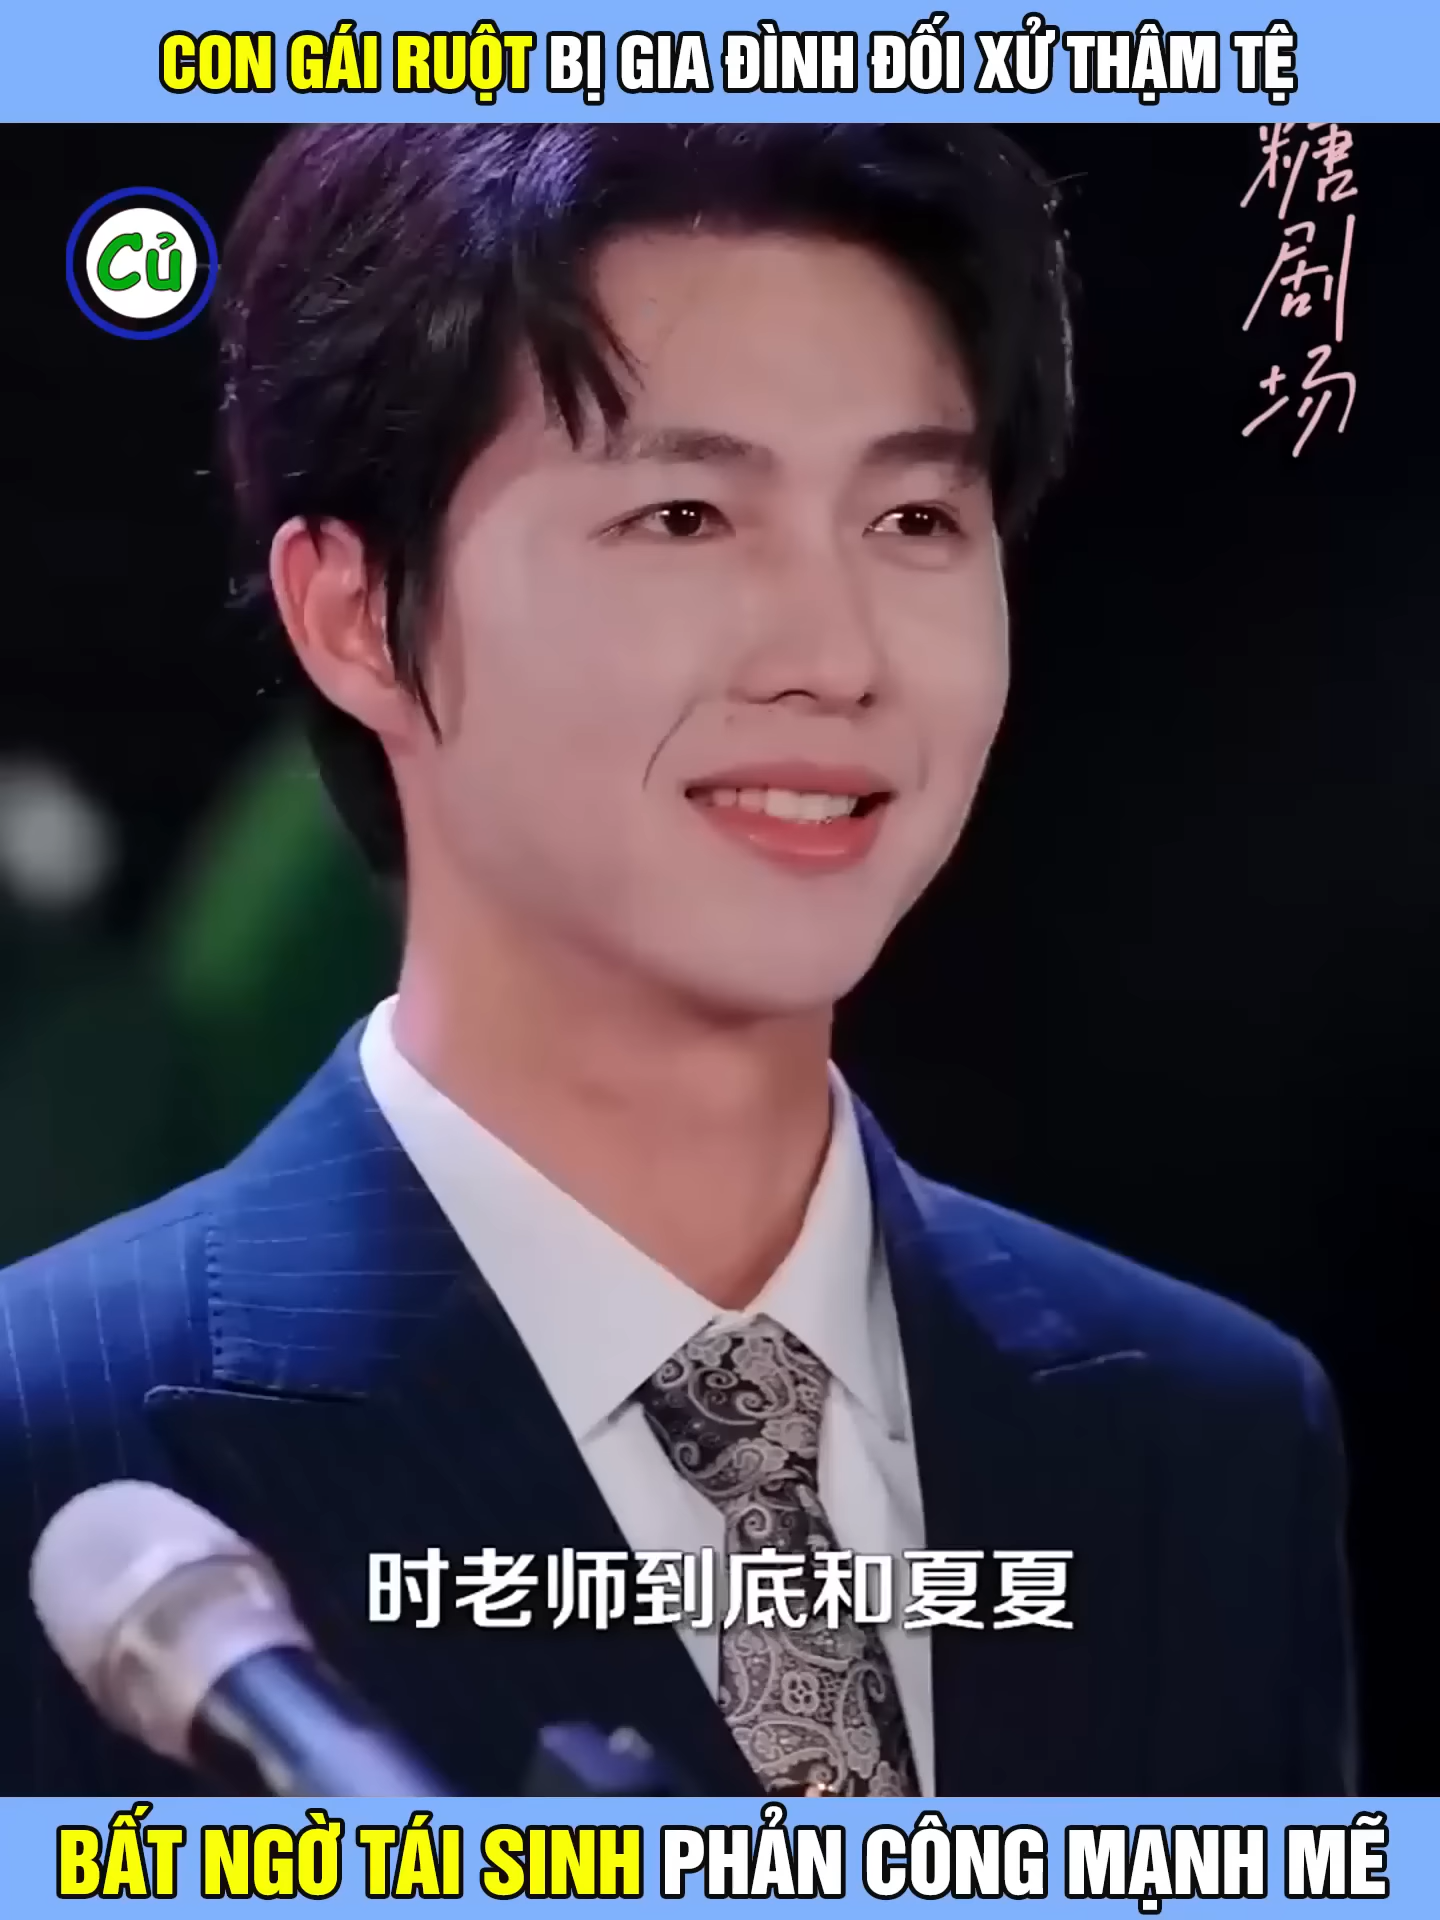 CON GÁI RUỘT BỊ GIA ĐÌNH ĐỐI XỬ THẬM TỆ
Củ
糖剧场
时老师到底和夏夏
BẤT NGỜ TÁI SINH PHẢN CÔNG MẠNH MẼ